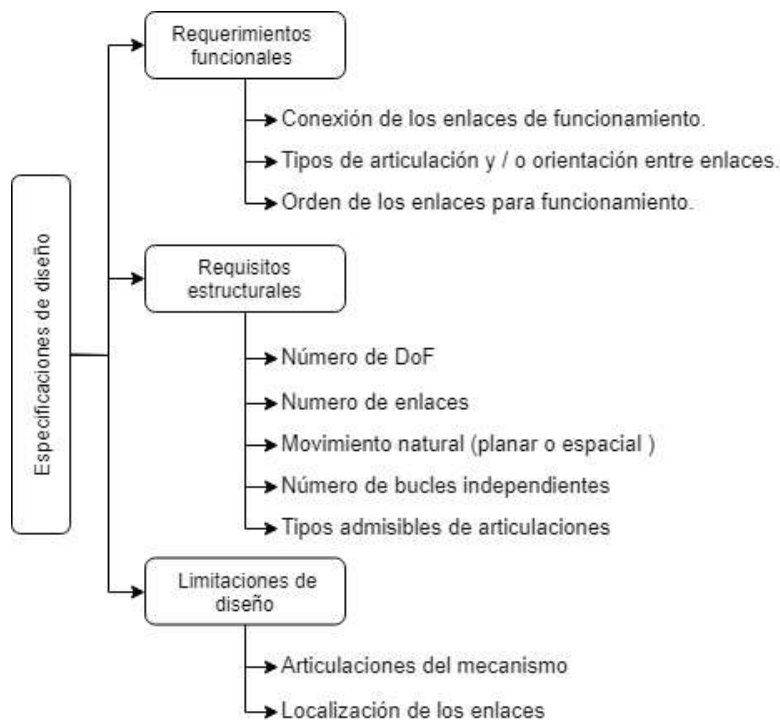 Especificaciones de diseño
Requerimientos
funcionales
Conexión de los enlaces de funcionamiento.
Tipos de articulación y / o orientación entre enlaces.
Orden de los enlaces para funcionamiento.
Requisitos
estructurales
Número de DoF
Numero de enlaces
Movimiento natural (planar o espacial )
Número de bucles independientes
Tipos admisibles de articulaciones
Limitaciones de
diseño
Articulaciones del mecanismo
Localización de los enlaces